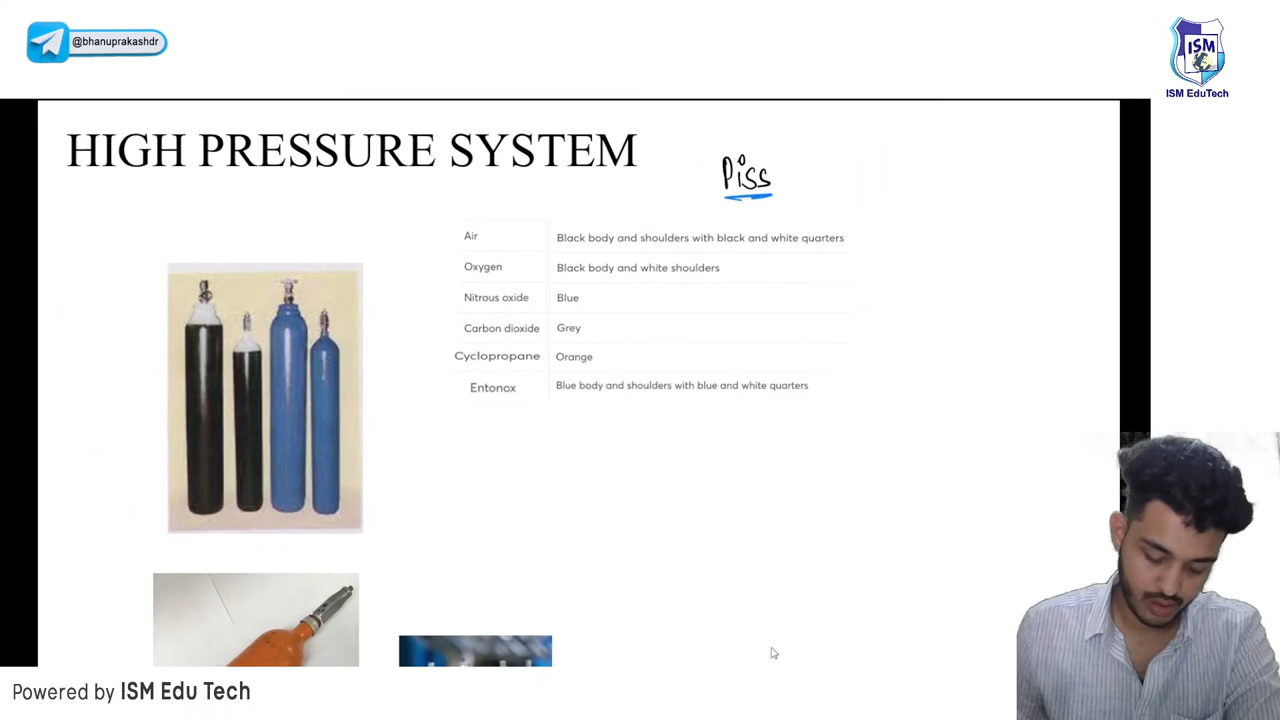 @bhanuprakashdr
ISM
ISM EduTech
HIGH PRESSURE SYSTEM
Piss
Air Black body and shoulders with black and white quarters
Oxygen Black body and white shoulders
Nitrous oxide Blue
Carbon dioxide Grey
Cyclopropane Orange
Entonox Blue body and shoulders with blue and white quarters
Powered by ISM Edu Tech